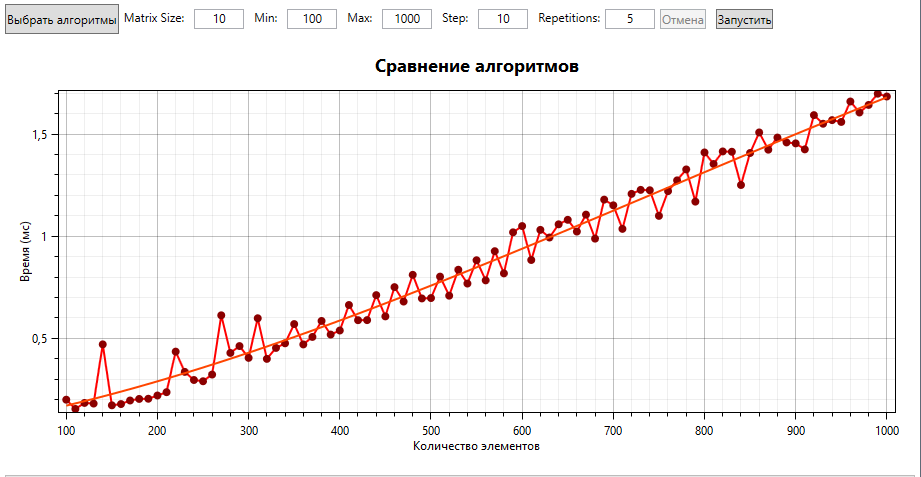 Выбрать алгоритмы Matrix Size: 10 Min: 100 Max: 1000 Step: 10 Repetitions: 5 Отмена Запустить
Сравнение алгоритмов
1,5
1
0,5
Время (мс)
100 200 300 400 500 600 700 800 900 1000
Количество элементов